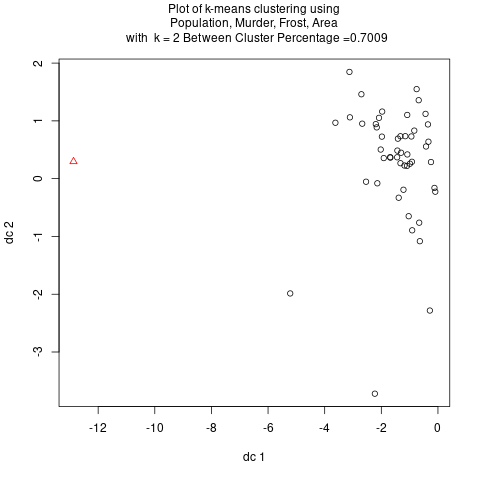 Plot of k-means clustering using
Population, Murder, Frost, Area
with  k = 2 Between Cluster Percentage =0.7009
2
1
0
-1
-2
-3
dc 2
-12
-10
-8
-6
-4
-2
0
dc 1